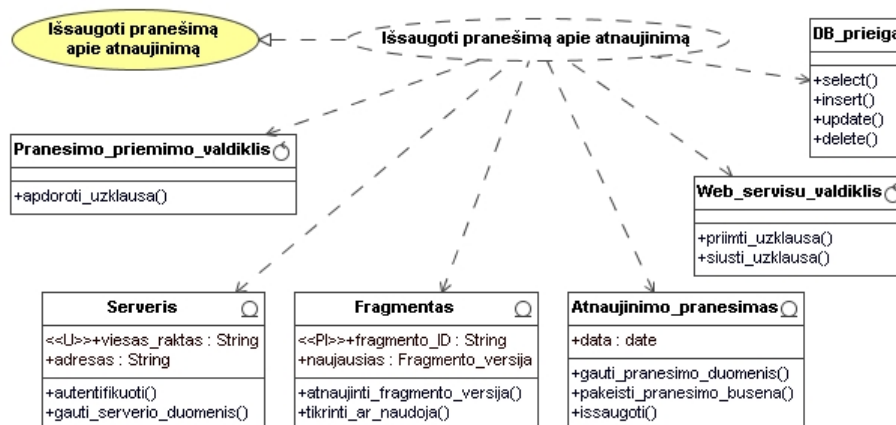 Išsaugoti pranešimą
apie atnaujinimą
Išsaugoti pranešimą apie atnaujinimą
DB_prieiga
+select()
+insert()
+update()
+delete()
Pranesimo_priemimo_valdiklis
+apdoroti_uzklausa()
Web_servisu_valdiklis
+priimti_uzklausa()
+siusti_uzklausa()
Serveris
<<U>>+viesas_raktas : String
+adresas : String
+autentifikuoti()
+gauti_serverio_duomenis()
Fragmentas
<<PI>>+fragmento_ID : String
+naujausias : Fragmento_versija
+atnaujinti_fragmento_versija()
+tikrinti_ar_naudoja()
Atnaujinimo_pranesimas
+data : date
+gauti_pranesimo_duomenis()
+pakeisti_pranesimo_busena()
+issaugoti()